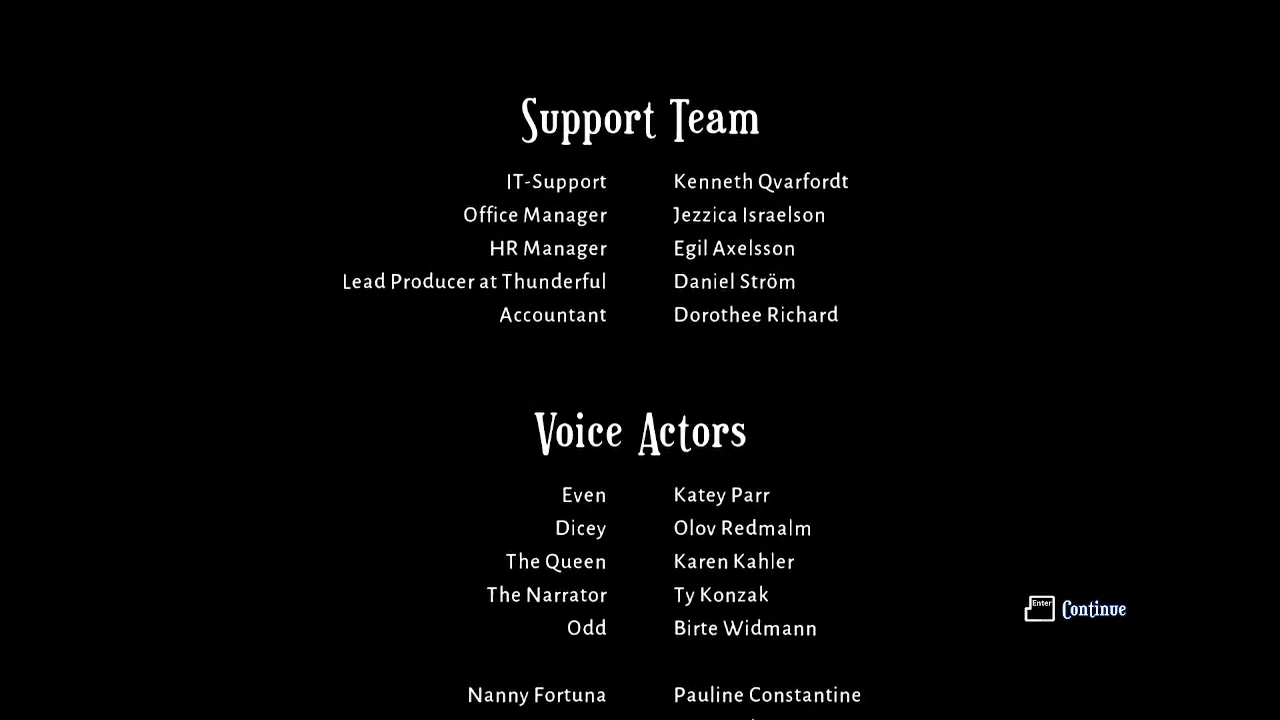 Support Team
IT-Support Kenneth Qvarfordt
Office Manager Jezzica Israelson
HR Manager Egil Axelsson
Lead Producer at Thunderful Daniel Ström
Accountant Dorothee Richard
Voice Actors
Even Katey Parr
Dicey Olov Redmalm
The Queen Karen Kahler
The Narrator Ty Konzak
Enter Continue
Odd Birte Widmann
Nanny Fortuna Pauline Constantine